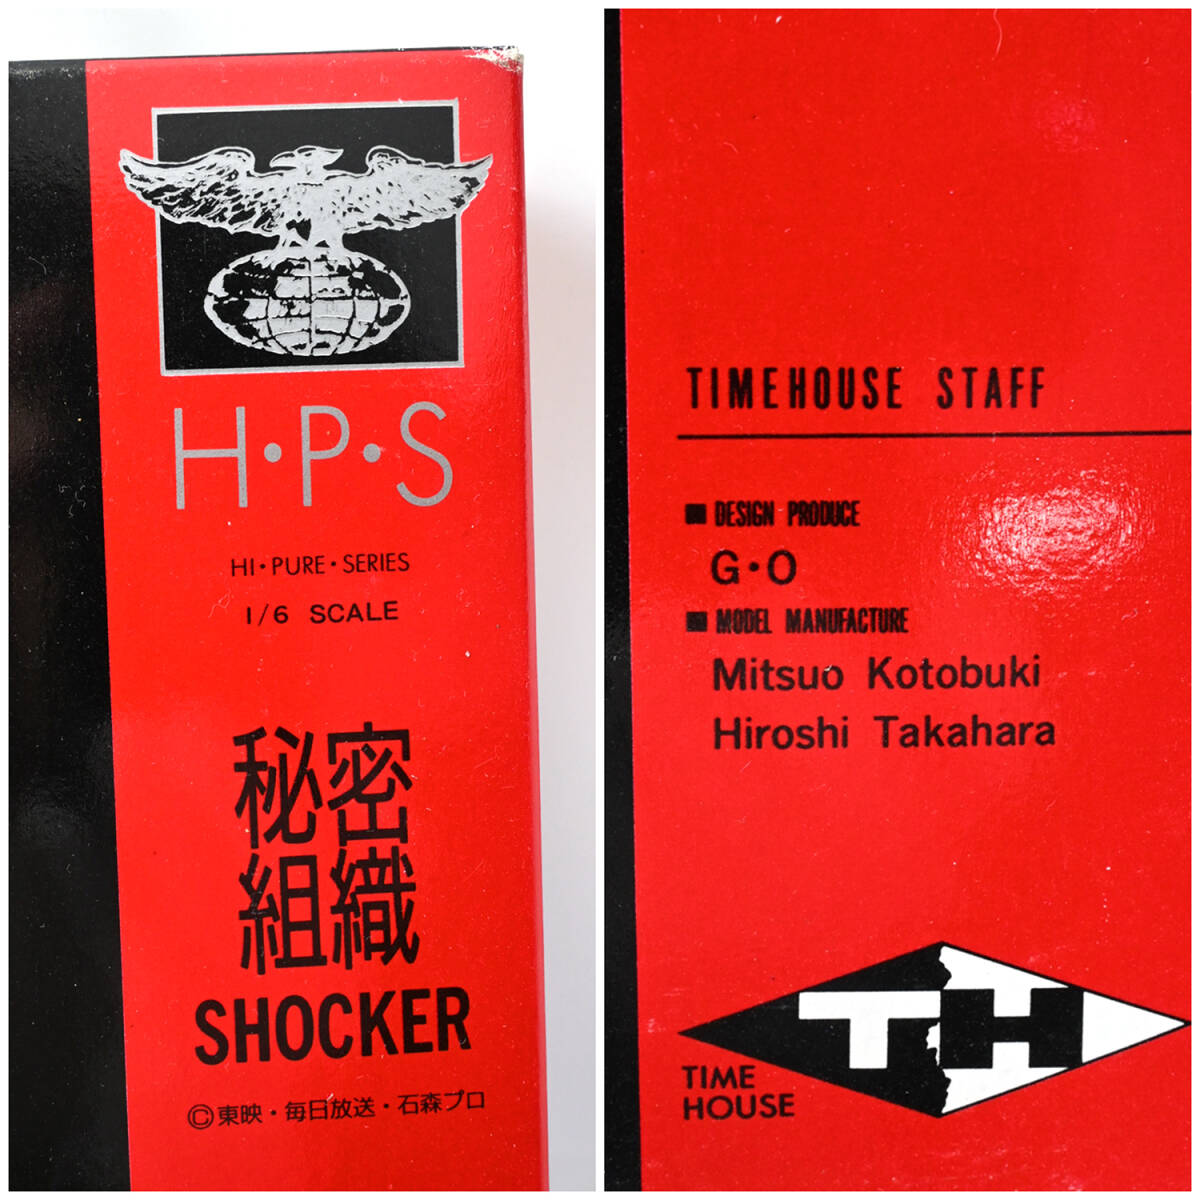 H・P・S
HI・PURE・SERIES
1/6 SCALE
秘密
組織
SHOCKER
©東映・毎日放送・石森プロ
TIMEHOUSE STAFF
■ DESIGN PRODUCE
G・O
■ MODEL MANUFACTURE
Mitsuo Kotobuki
Hiroshi Takahara
TH
TIME
HOUSE